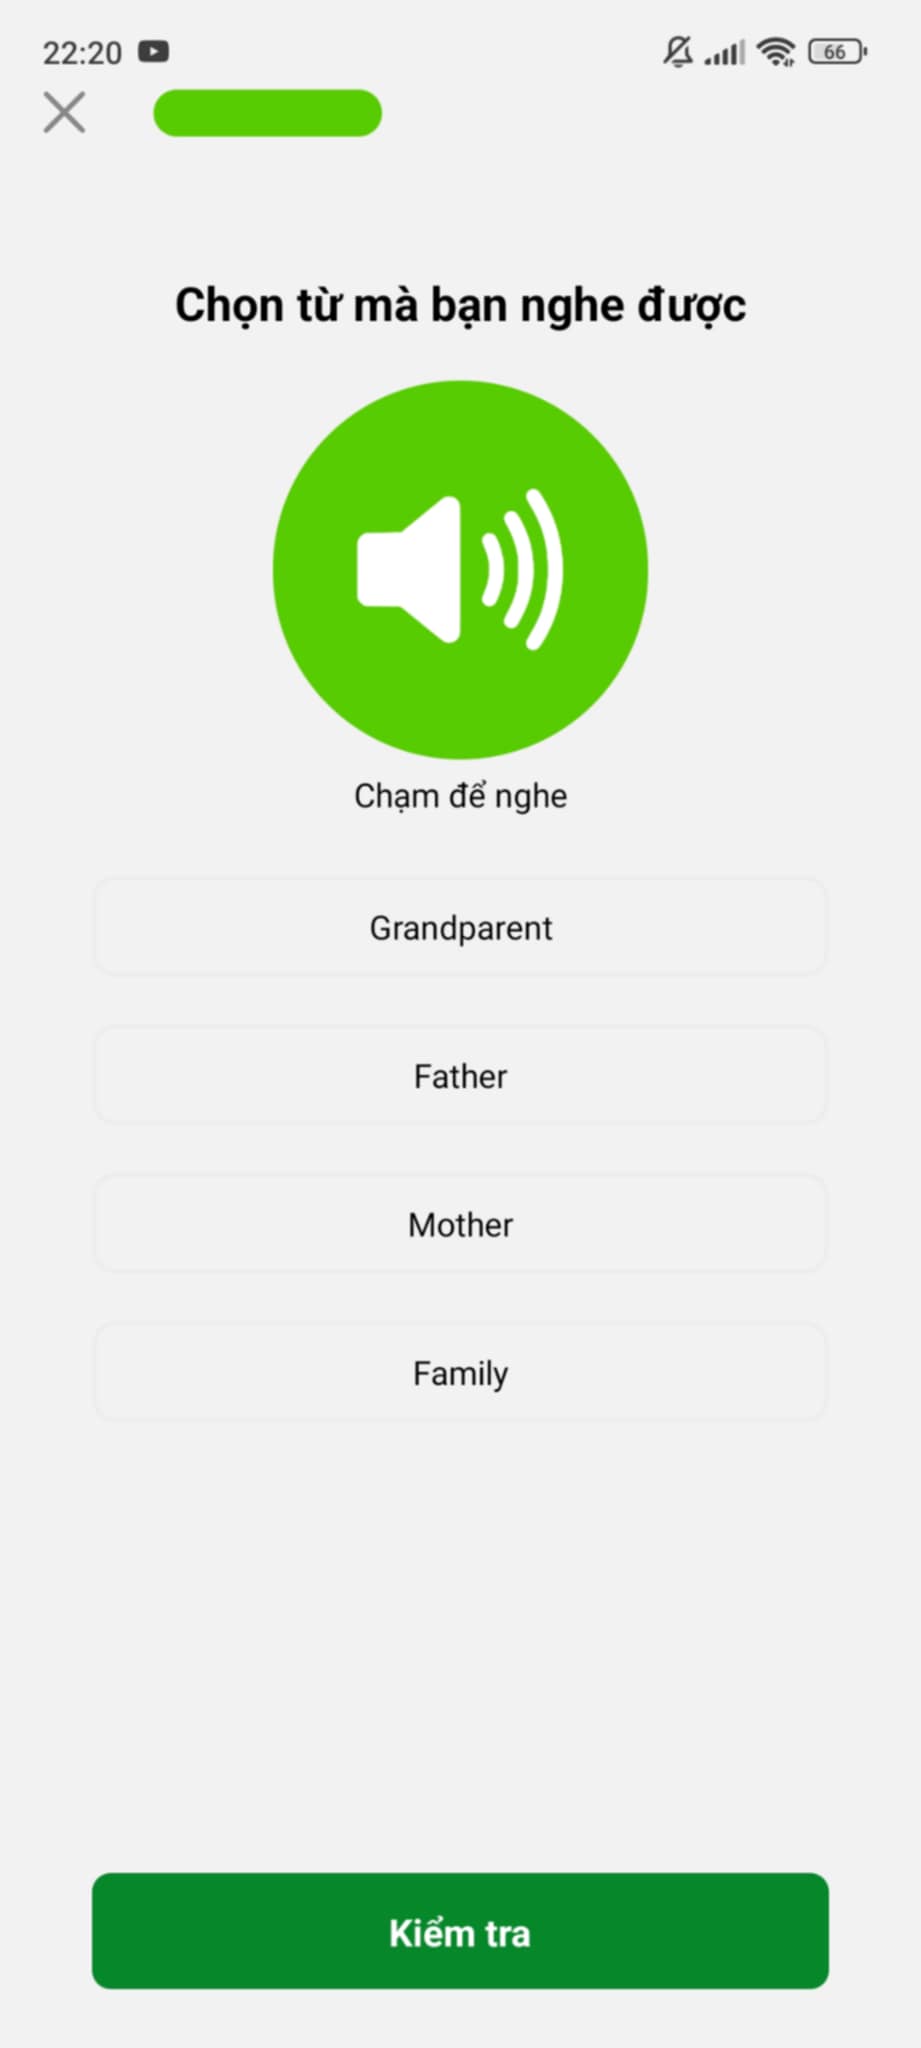 22:20
66
Chọn từ mà bạn nghe được
Chạm để nghe
Grandparent
Father
Mother
Family
Kiểm tra